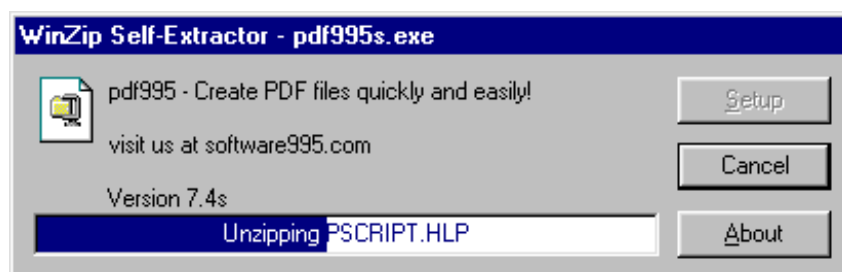 WinZip Self-Extractor - pdf995s.exe
pdf995 - Create PDF files quickly and easily!
Setup
visit us at software995.com
Cancel
Version 7.4s
Unzipping PSCRIPT.HLP
About